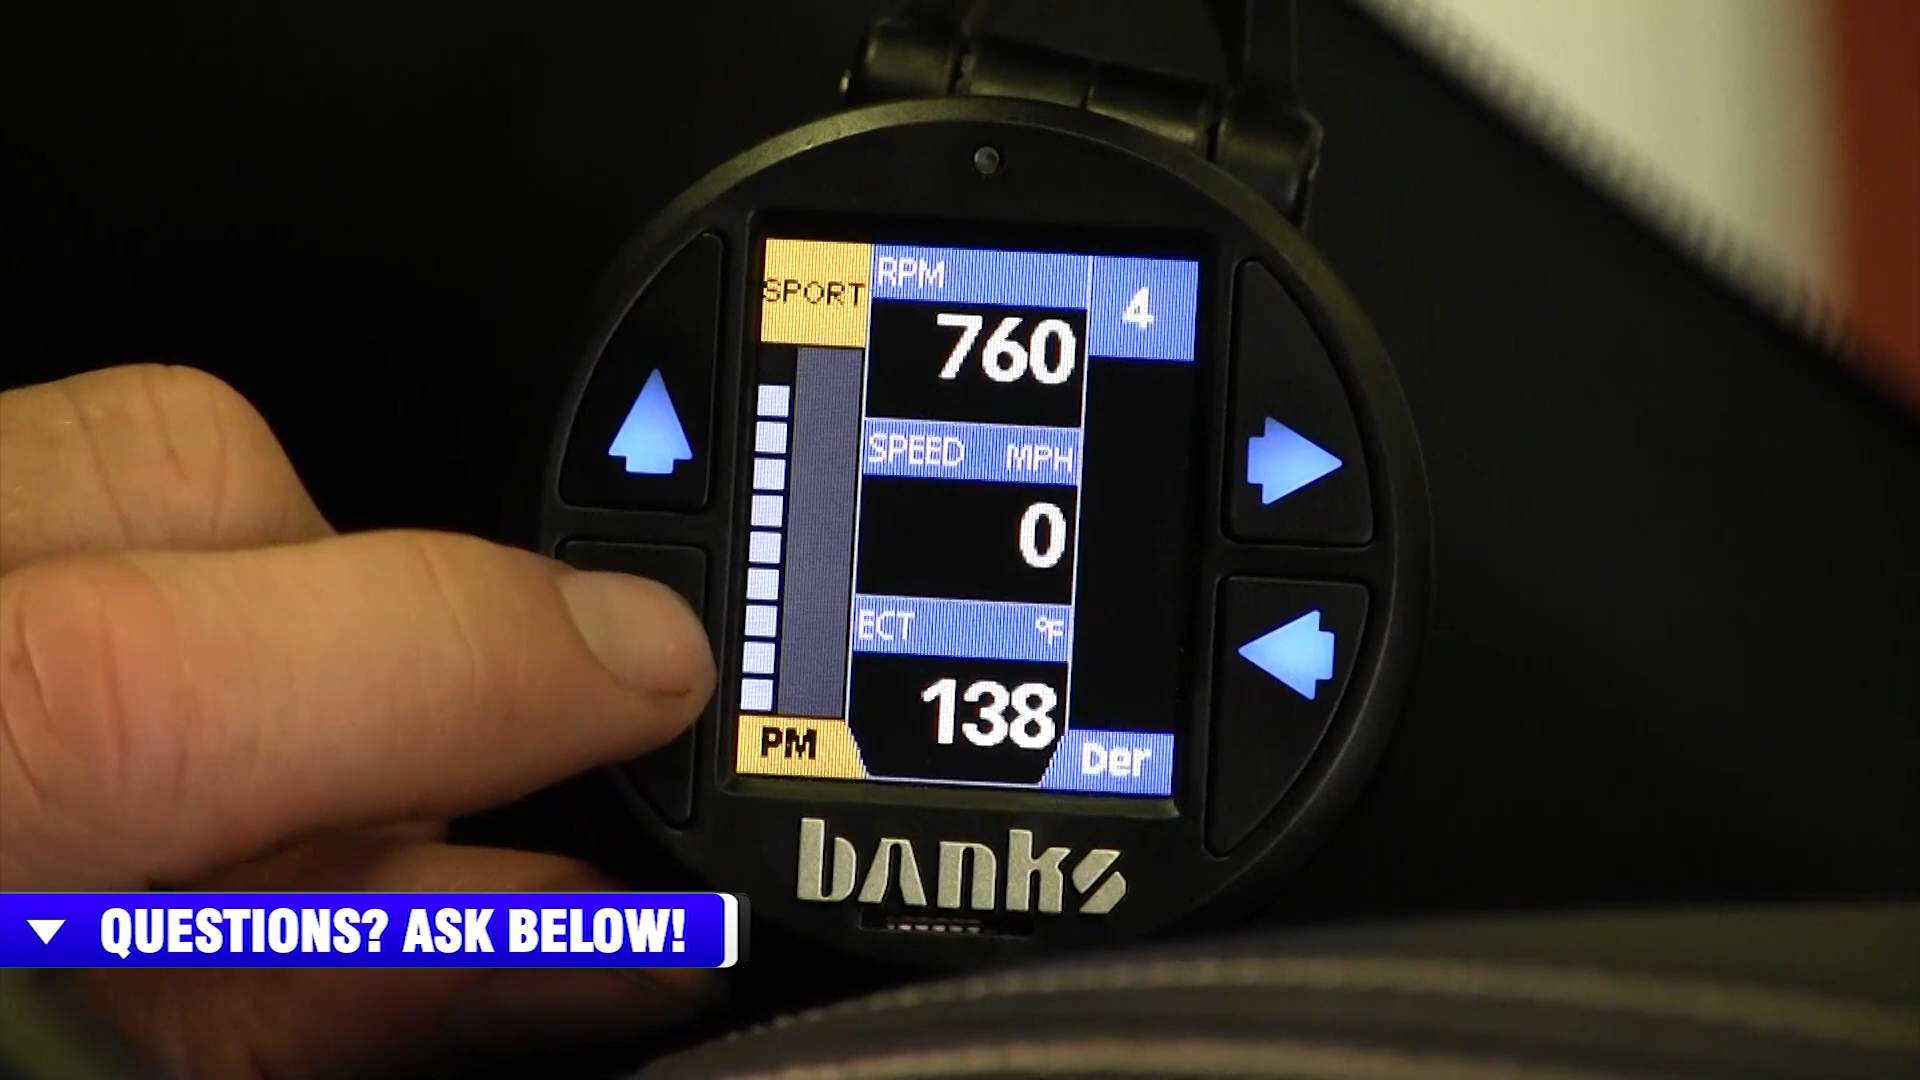 SPORT
RPM
4
760
SPEED MPH
0
ECT °F
138
PM
Der
banks
QUESTIONS? ASK BELOW!